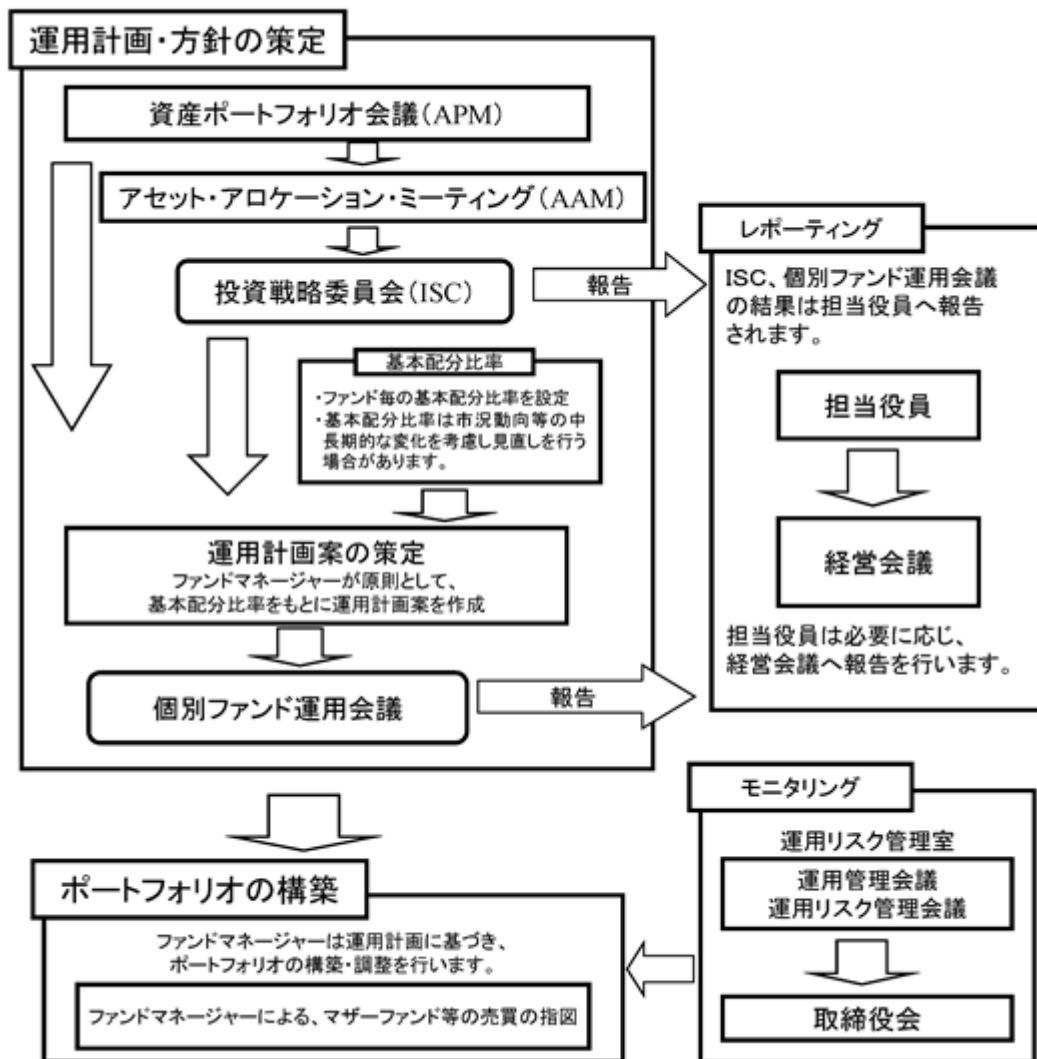 運用計画・方針の策定
資産ポートフォリオ会議(APM)
アセット・アロケーション・ミーティング(AAM)
投資戦略委員会(ISC)
報告
基本配分比率
・ファンド毎の基本配分比率を設定
・基本配分比率は市況動向等の中
長期的な変化を考慮し見直しを行う
場合があります。
運用計画案の策定
ファンドマネージャーが原則として、
基本配分比率をもとに運用計画案を作成
個別ファンド運用会議
報告
レポーティング
ISC、個別ファンド運用会議
の結果は担当役員へ報告
されます。
担当役員
経営会議
担当役員は必要に応じ、
経営会議へ報告を行います。
モニタリング
運用リスク管理室
運用管理会議
運用リスク管理会議
取締役会
ポートフォリオの構築
ファンドマネージャーは運用計画に基づき、
ポートフォリオの構築・調整を行います。
ファンドマネージャーによる、マザーファンド等の売買の指図